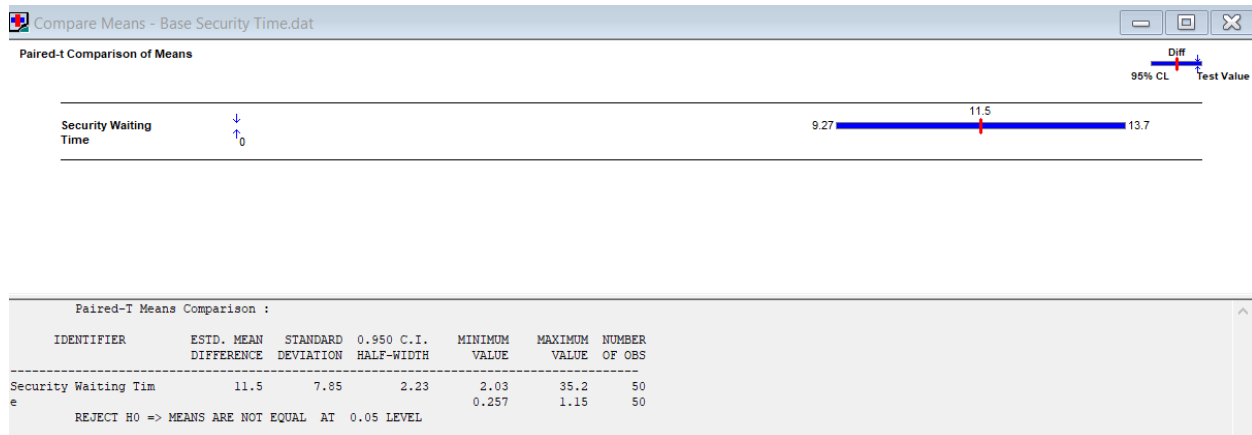 Compare Means - Base Security Time.dat
Paired-t Comparison of Means
Diff
95% CL Test Value
11.5
Security Waiting 9.27 13.7
Time 0
Paired-T Means Comparison :
IDENTIFIER ESTD. MEAN STANDARD 0.950 C.I. MINIMUM MAXIMUM NUMBER
DIFFERENCE DEVIATION HALF-WIDTH VALUE VALUE OF OBS
Security Waiting Tim 11.5 7.85 2.23 2.03 35.2 50
e 0.257 1.15 50
REJECT H0 => MEANS ARE NOT EQUAL AT 0.05 LEVEL